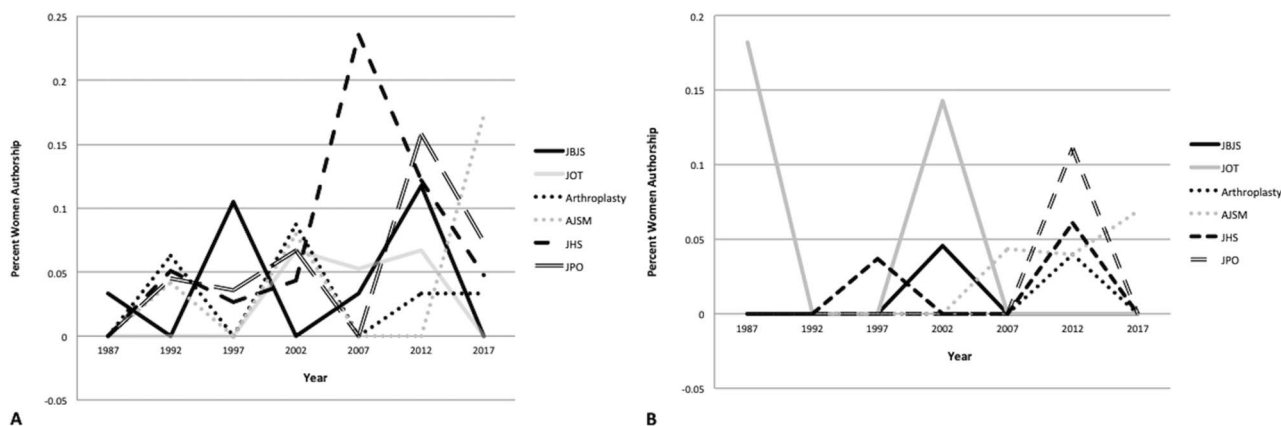 0.25
0.2
0.15
0.1
0.05
0
-0.05
Percent Women Authorship
1987 1992 1997 2002 2007 2012 2017
Year
JBJS
JOT
Arthroplasty
AJSM
JHS
JPO
A
0.2
0.15
0.1
0.05
0
-0.05
Percent Women Authorship
1987 1992 1997 2002 2007 2012 2017
Year
JBJS
JOT
Arthroplasty
AJSM
JHS
JPO
B